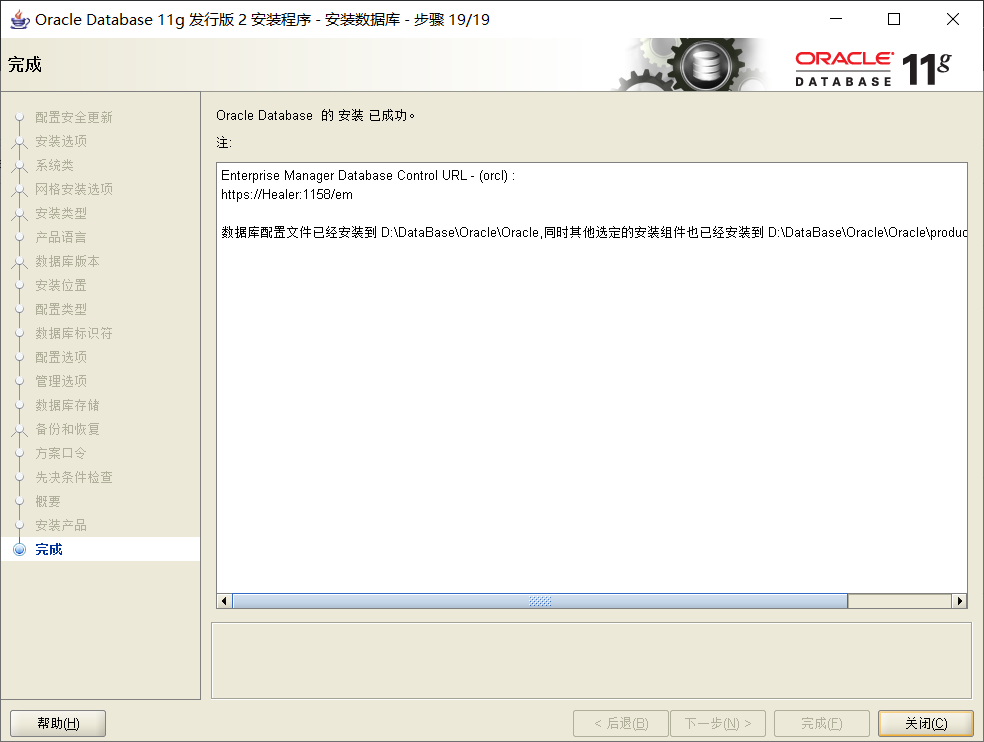 Oracle Database 11g 发行版 2 安装程序 - 安装数据库 - 步骤 19/19
完成
ORACLE
DATABASE
11g
配置安全更新
安装选项
系统类
网格安装选项
安装类型
产品语言
数据库版本
安装位置
配置类型
数据库标识符
配置选项
管理选项
数据库存储
备份和恢复
方案口令
先决条件检查
概要
安装产品
完成
Oracle Database 的 安装 已成功。
注:
Enterprise Manager Database Control URL - (orcl) :
https://Healer:1158/em
数据库配置文件已经安装到 D:\DataBase\Oracle\Oracle,同时其他选定的安装组件也已经安装到 D:\DataBase\Oracle\Oracle\produc
帮助(H)
< 后退(B)
下一步(N) >
完成(F)
关闭(C)